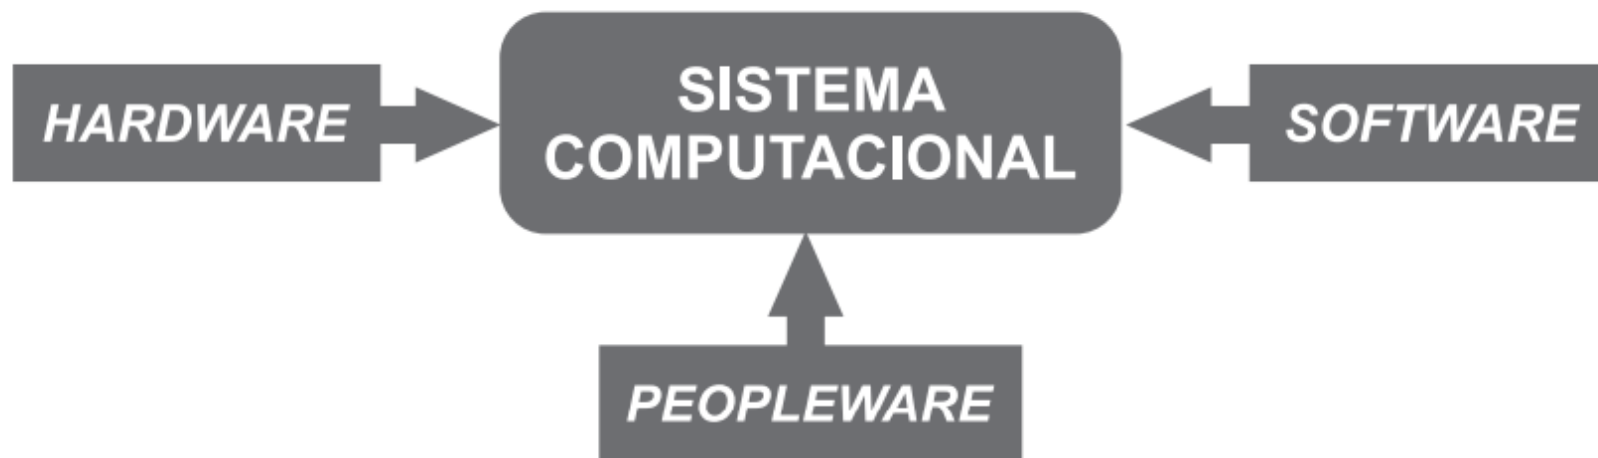 HARDWARE
SISTEMA
COMPUTACIONAL
SOFTWARE
PEOPLEWARE